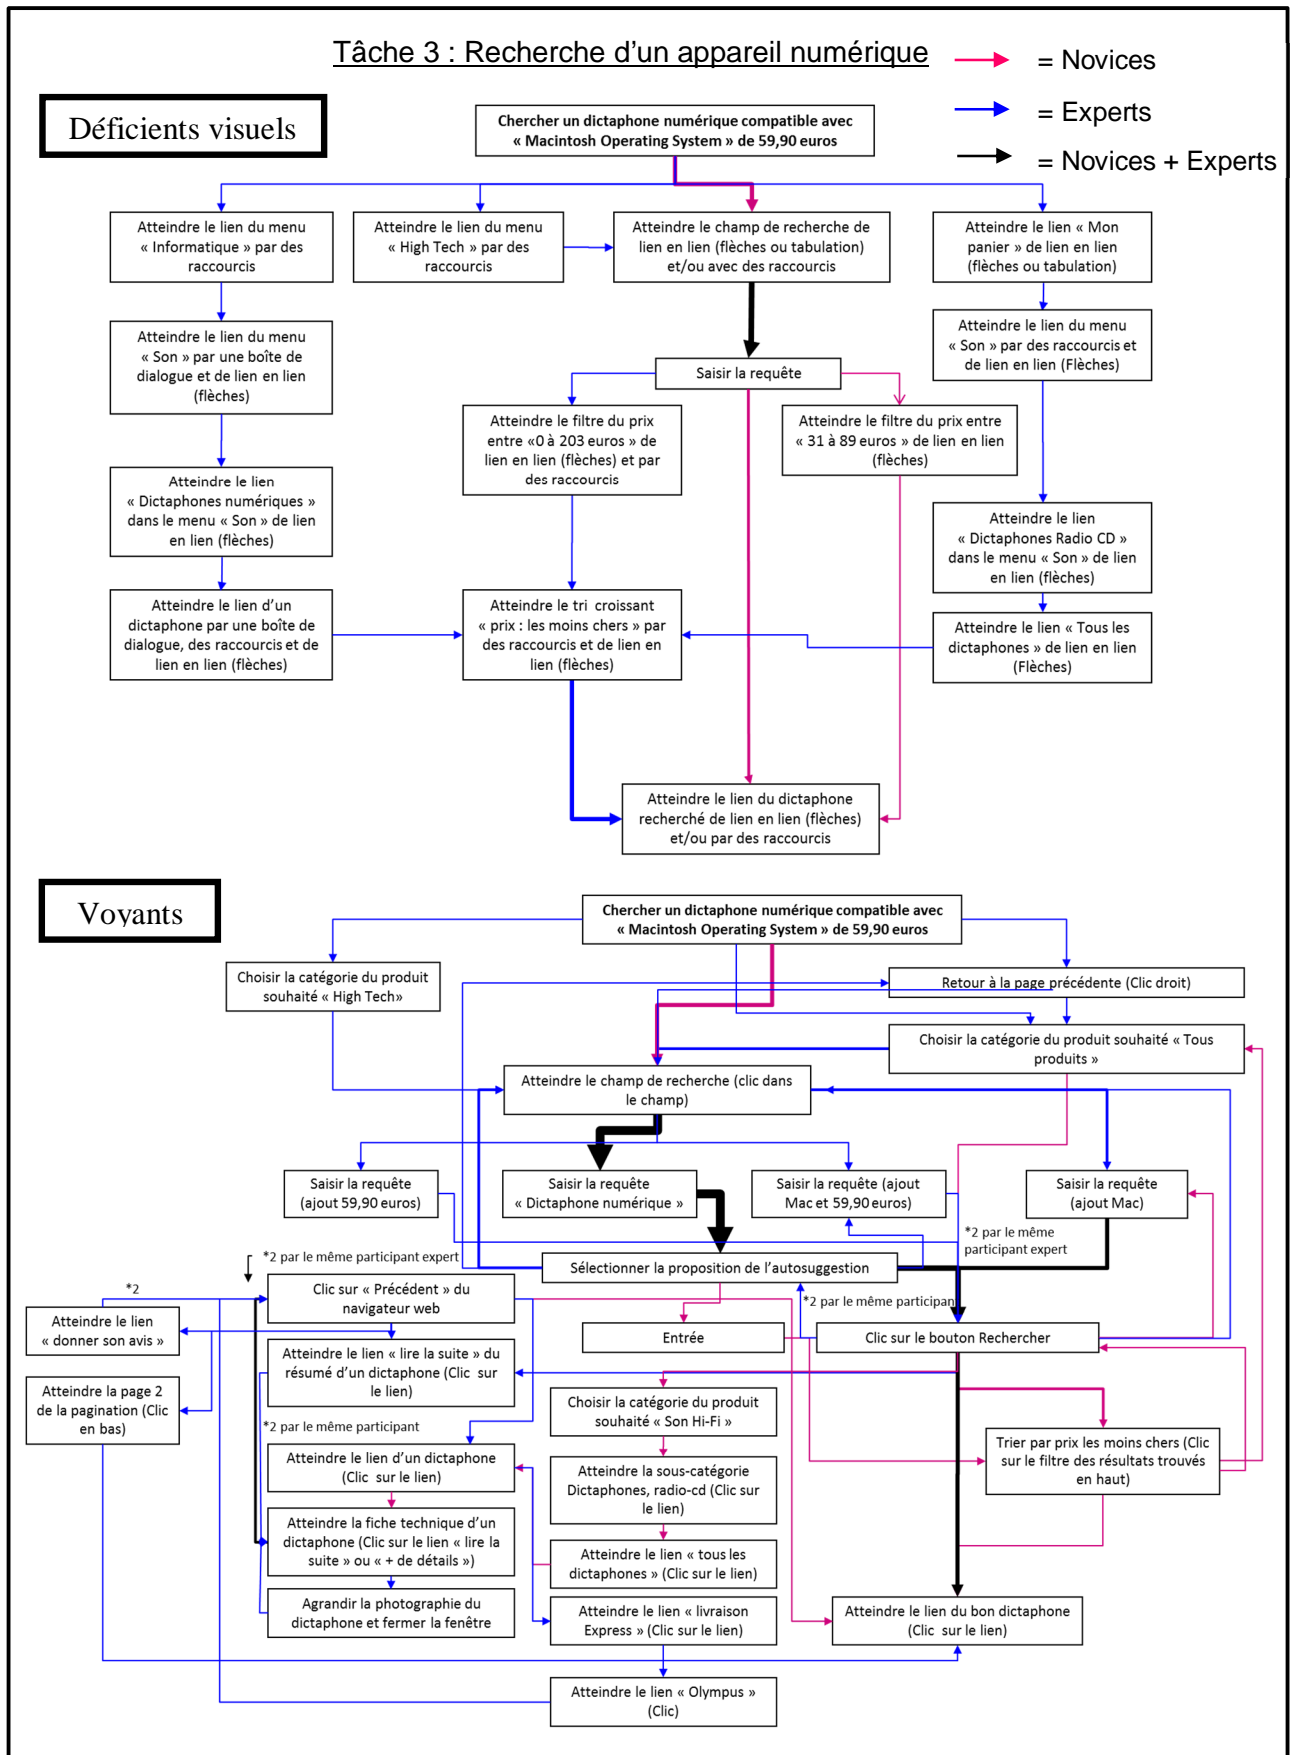 Tâche 3 : Recherche d'un appareil numérique
= Novices
= Experts
= Novices + Experts
Déficients visuels
Chercher un dictaphone numérique compatible avec
« Macintosh Operating System » de 59,90 euros
Atteindre le lien du menu
« Informatique » par des
raccourcis
Atteindre le lien du menu
« High Tech » par des
raccourcis
Atteindre le champ de recherche de
lien en lien (flèches ou tabulation)
et/ou avec des raccourcis
Atteindre le lien « Mon
panier » de lien en lien
(flèches ou tabulation)
Atteindre le lien du menu
« Son » par une boîte de
dialogue et de lien en lien
(flèches)
Atteindre le lien du menu
« Son » par des raccourcis et
de lien en lien (Flèches)
Saisir la requête
Atteindre le filtre du prix
entre «0 à 203 euros » de
lien en lien (flèches) et par
des raccourcis
Atteindre le filtre du prix entre
« 31 à 89 euros » de lien en lien
(flèches)
Atteindre le lien
« Dictaphones numériques »
dans le menu « Son » de lien
en lien (flèches)
Atteindre le lien
« Dictaphones Radio CD »
dans le menu « Son » de lien
en lien (flèches)
Atteindre le lien d'un
dictaphone par une boîte de
dialogue, des raccourcis et de
lien en lien (flèches)
Atteindre le tri croissant
« prix : les moins chers » par
des raccourcis et de lien en
lien (flèches)
Atteindre le lien « Tous les
dictaphones » de lien en lien
(Flèches)
Atteindre le lien du dictaphone
recherché de lien en lien (flèches)
et/ou par des raccourcis
Voyants
Chercher un dictaphone numérique compatible avec
« Macintosh Operating System » de 59,90 euros
Choisir la catégorie du produit
souhaité « High Tech»
Retour à la page précédente (Clic droit)
Choisir la catégorie du produit souhaité « Tous
produits »
Atteindre le champ de recherche (clic dans
le champ)
Saisir la requête
(ajout 59,90 euros)
Saisir la requête
« Dictaphone numérique »
Saisir la requête (ajout
Mac et 59,90 euros)
Saisir la requête
(ajout Mac)
*2 par le même
participant expert
*2 par le même participant expert
Sélectionner la proposition de l'autosuggestion
*2
Clic sur « Précédent » du
navigateur web
*2 par le même participant
Atteindre le lien
« donner son avis »
Entrée
Clic sur le bouton Rechercher
Atteindre le lien « lire la suite » du
résumé d'un dictaphone (Clic sur
le lien)
Atteindre la page 2
de la pagination (Clic
en bas)
Choisir la catégorie du produit
souhaité « Son Hi-Fi »
*2 par le même participant
Trier par prix les moins chers (Clic
sur le filtre des résultats trouvés
en haut)
Atteindre le lien d'un dictaphone
(Clic sur le lien)
Atteindre la sous-catégorie
Dictaphones, radio-cd (Clic sur
le lien)
Atteindre la fiche technique d'un
dictaphone (Clic sur le lien « lire la
suite » ou « + de détails »)
Atteindre le lien « tous les
dictaphones » (Clic sur le lien)
Agrandir la photographie du
dictaphone et fermer la fenêtre
Atteindre le lien « livraison
Express » (Clic sur le lien)
Atteindre le lien du bon dictaphone
(Clic sur le lien)
Atteindre le lien « Olympus »
(Clic)